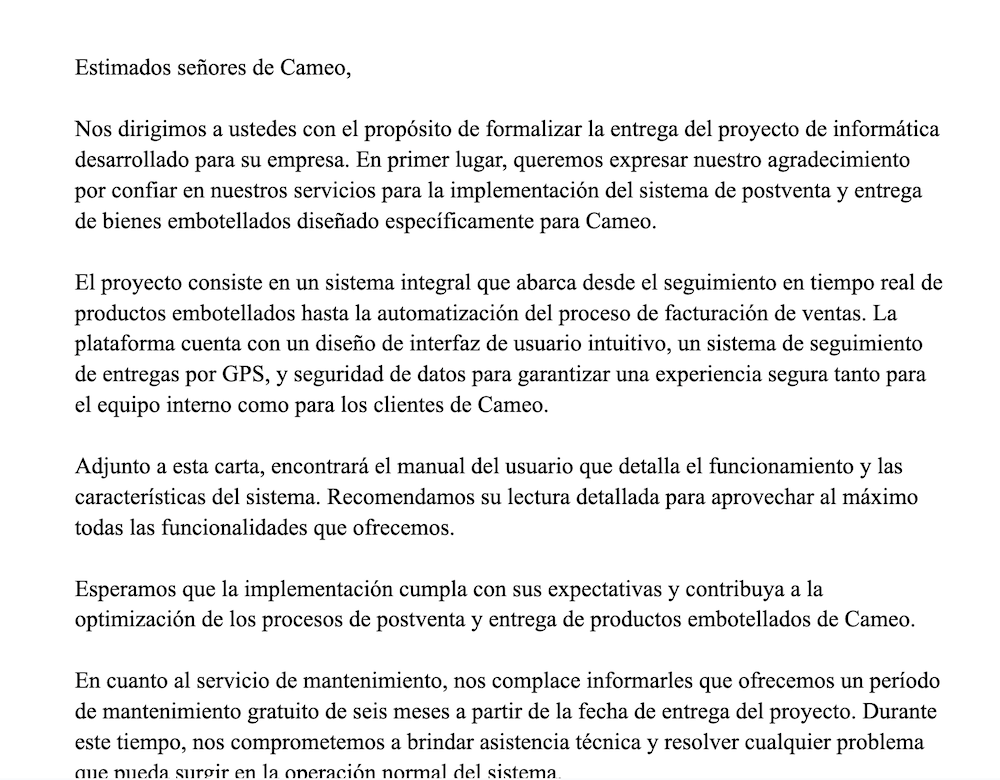 Estimados señores de Cameo,
Nos dirigimos a ustedes con el propósito de formalizar la entrega del proyecto de informática
desarrollado para su empresa. En primer lugar, queremos expresar nuestro agradecimiento
por confiar en nuestros servicios para la implementación del sistema de postventa y entrega
de bienes embotellados diseñado específicamente para Cameo.
El proyecto consiste en un sistema integral que abarca desde el seguimiento en tiempo real de
productos embotellados hasta la automatización del proceso de facturación de ventas. La
plataforma cuenta con un diseño de interfaz de usuario intuitivo, un sistema de seguimiento
de entregas por GPS, y seguridad de datos para garantizar una experiencia segura tanto para
el equipo interno como para los clientes de Cameo.
Adjunto a esta carta, encontrará el manual del usuario que detalla el funcionamiento y las
características del sistema. Recomendamos su lectura detallada para aprovechar al máximo
todas las funcionalidades que ofrecemos.
Esperamos que la implementación cumpla con sus expectativas y contribuya a la
optimización de los procesos de postventa y entrega de productos embotellados de Cameo.
En cuanto al servicio de mantenimiento, nos complace informarles que ofrecemos un período
de mantenimiento gratuito de seis meses a partir de la fecha de entrega del proyecto. Durante
este tiempo, nos comprometemos a brindar asistencia técnica y resolver cualquier problema
que pueda surgir en la operación normal del sistema.